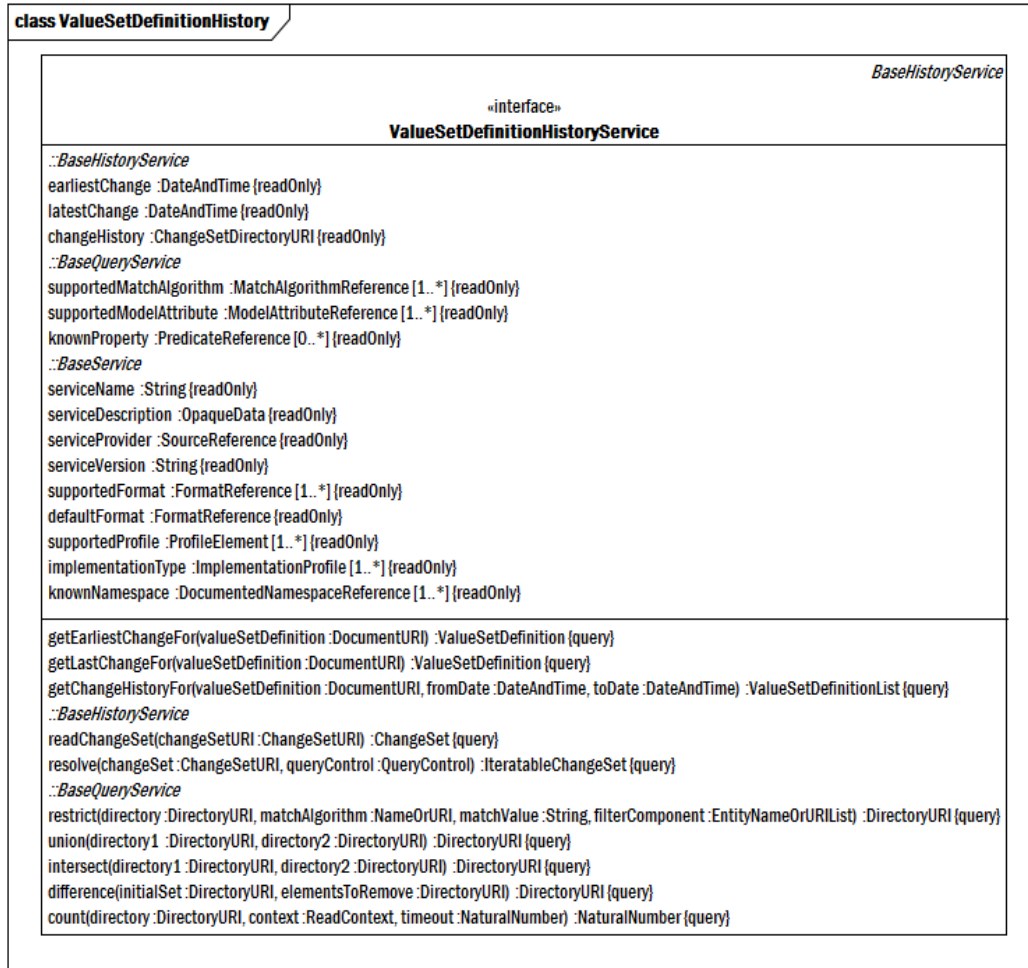 class ValueSetDefinitionHistory
BaseHistoryService
«interface»
ValueSetDefinitionHistoryService
::BaseHistoryService
earliestChange :DateAndTime {readOnly}
latestChange :DateAndTime {readOnly}
changeHistory :ChangeSetDirectoryURI {readOnly}
::BaseQueryService
supportedMatchAlgorithm :MatchAlgorithmReference [1..*] {readOnly}
supportedModelAttribute :ModelAttributeReference [1..*] {readOnly}
knownProperty :PredicateReference [0..*] {readOnly}
::BaseService
serviceName :String {readOnly}
serviceDescription :OpaqueData {readOnly}
serviceProvider :SourceReference {readOnly}
serviceVersion :String {readOnly}
supportedFormat :FormatReference [1..*] {readOnly}
defaultFormat :FormatReference {readOnly}
supportedProfile :ProfileElement [1..*] {readOnly}
implementationType :ImplementationProfile [1..*] {readOnly}
knownNamespace :DocumentedNamespaceReference [1..*] {readOnly}
getEarliestChangeFor(valueSetDefinition :DocumentURI) :ValueSetDefinition {query}
getLastChangeFor(valueSetDefinition :DocumentURI) :ValueSetDefinition {query}
getChangeHistoryFor(valueSetDefinition :DocumentURI, fromDate :DateAndTime, toDate :DateAndTime) :ValueSetDefinitionList {query}
::BaseHistoryService
readChangeSet(changeSetURI :ChangeSetURI) :ChangeSet {query}
resolve(changeSet :ChangeSetURI, queryControl :QueryControl) :IteratableChangeSet {query}
::BaseQueryService
restrict(directory :DirectoryURI, matchAlgorithm :NameOrURI, matchValue :String, filterComponent :EntityNameOrURIList) :DirectoryURI {query}
union(directory1 :DirectoryURI, directory2 :DirectoryURI) :DirectoryURI {query}
intersect(directory1 :DirectoryURI, directory2 :DirectoryURI) :DirectoryURI {query}
difference(initialSet :DirectoryURI, elementsToRemove :DirectoryURI) :DirectoryURI {query}
count(directory :DirectoryURI, context :ReadContext, timeout :NaturalNumber) :NaturalNumber {query}